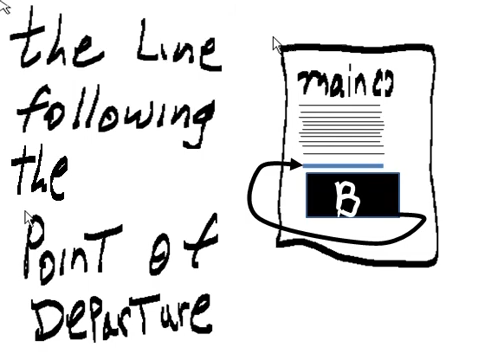 the Line
following
the
Point of
Departure
main()
B